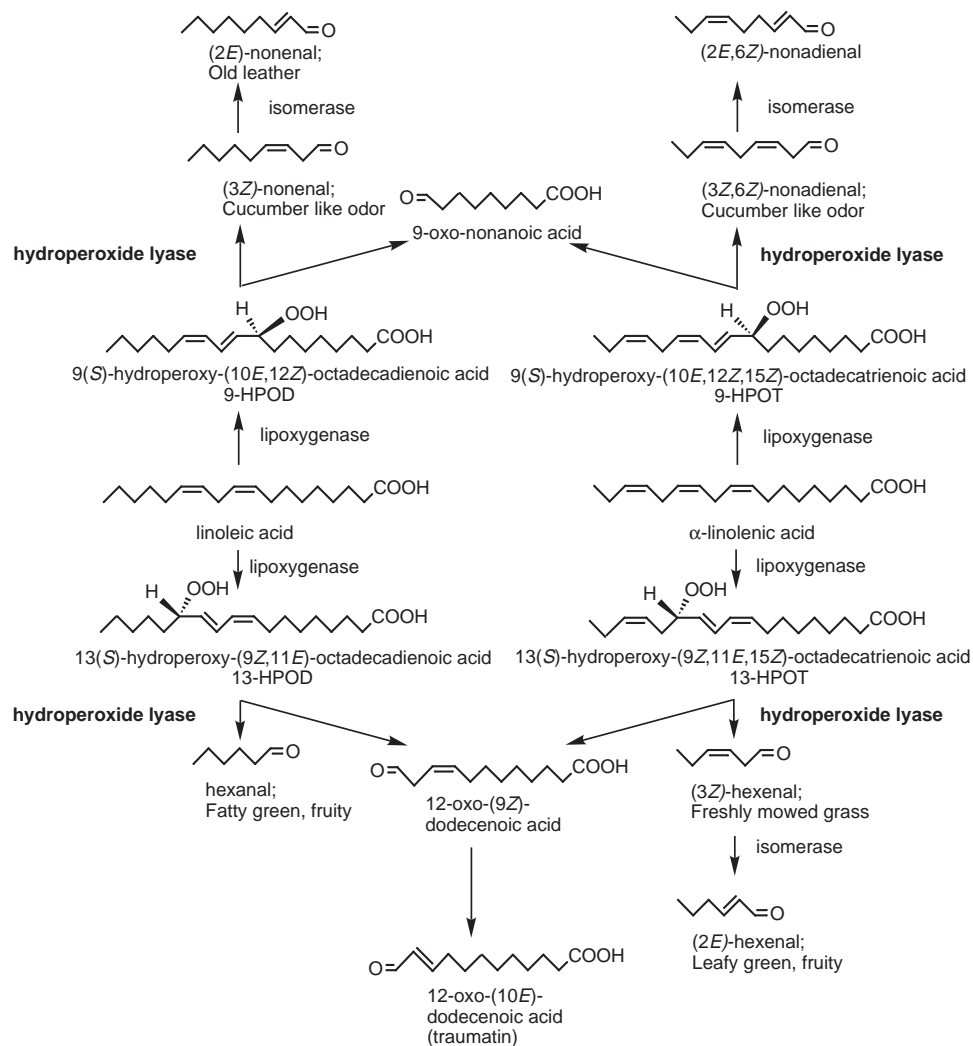 O
O
(2E)-nonenal;
Old leather
(2E,6Z)-nonadienal
isomerase
isomerase
O
O
(3Z)-nonenal;
Cucumber like odor
(3Z,6Z)-nonadienal;
Cucumber like odor
O
COOH
9-oxo-nonanoic acid
hydroperoxide lyase
hydroperoxide lyase
H
OOH
COOH
H
OOH
COOH
9(S)-hydroperoxy-(10E,12Z)-octadecadienoic acid
9-HPOD
9(S)-hydroperoxy-(10E,12Z,15Z)-octadecatrienoic acid
9-HPOT
lipoxygenase
lipoxygenase
COOH
COOH
linoleic acid
α-linolenic acid
lipoxygenase
lipoxygenase
H
OOH
COOH
H
OOH
COOH
13(S)-hydroperoxy-(9Z,11E)-octadecadienoic acid
13-HPOD
13(S)-hydroperoxy-(9Z,11E,15Z)-octadecatrienoic acid
13-HPOT
hydroperoxide lyase
hydroperoxide lyase
O
O
COOH
O
hexanal;
Fatty green, fruity
12-oxo-(9Z)-
dodecenoic acid
(3Z)-hexenal;
Freshly mowed grass
isomerase
O
(2E)-hexenal;
Leafy green, fruity
O
COOH
12-oxo-(10E)-
dodecenoic acid
(traumatin)